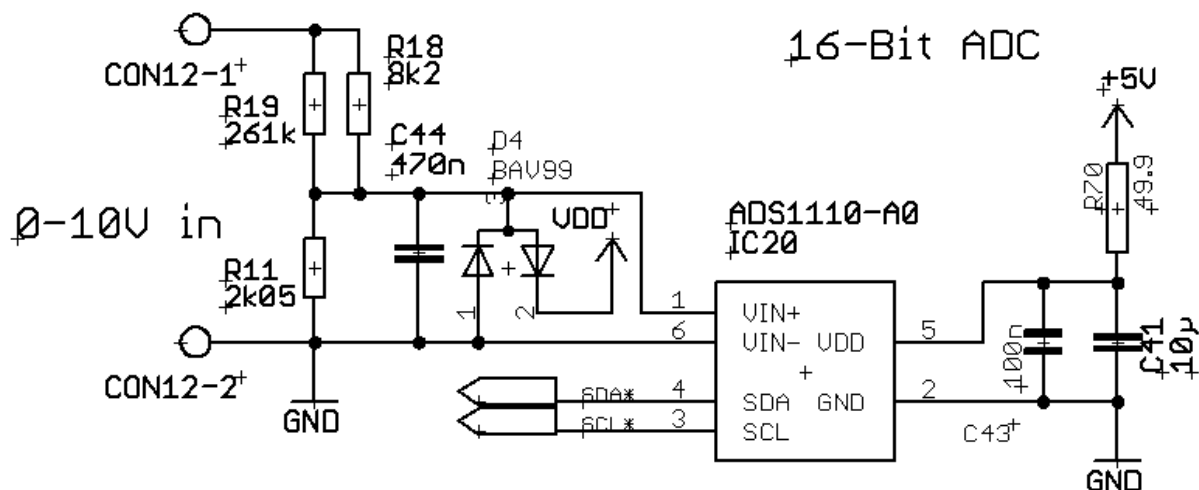 16-Bit ADC
CON12-1
R18
8k2
R19
261k
C44
470n
D4
BAV99
3
+5V
R70
49.9
0-10V in
VDD
ADS1110-A0
IC20
R11
2k05
1
2
1
VIN+
6
VIN-
VDD
5
100n
C41
10µ
CON12-2
GND
SDA*
4
SDA
GND
2
SCL*
3
SCL
C43
GND